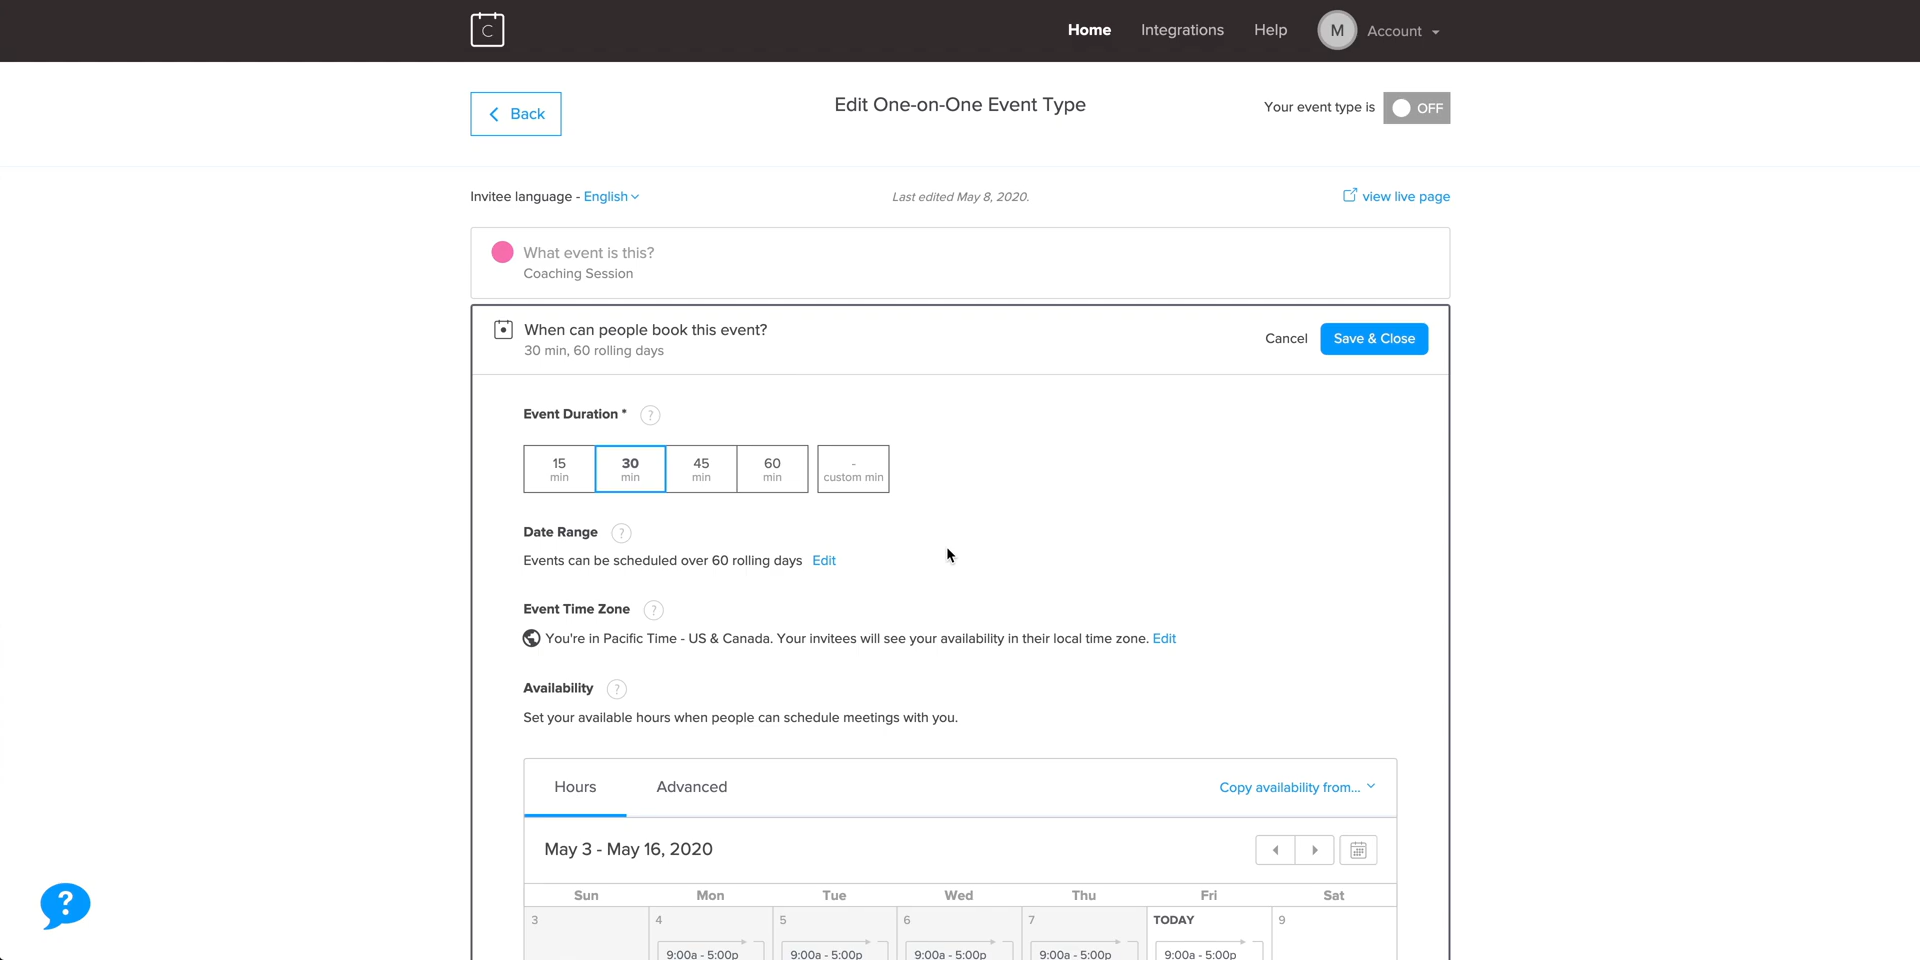 C
Home Integrations Help M Account
Back
Edit One-on-One Event Type
Your event type is OFF
Invitee language - English
Last edited May 8, 2020.
view live page
What event is this?
Coaching Session
When can people book this event?
30 min, 60 rolling days
Cancel Save & Close
Event Duration * ?
15 30 45 60 -
min min min min custom min
Date Range ?
Events can be scheduled over 60 rolling days Edit
Event Time Zone ?
You're in Pacific Time - US & Canada. Your invitees will see your availability in their local time zone. Edit
Availability ?
Set your available hours when people can schedule meetings with you.
Hours Advanced Copy availability from...
May 3 - May 16, 2020
Sun Mon Tue Wed Thu Fri Sat
3 4 5 6 7 TODAY 9
9:00a - 5:00p 9:00a - 5:00p 9:00a - 5:00p 9:00a - 5:00p 9:00a - 5:00p
?